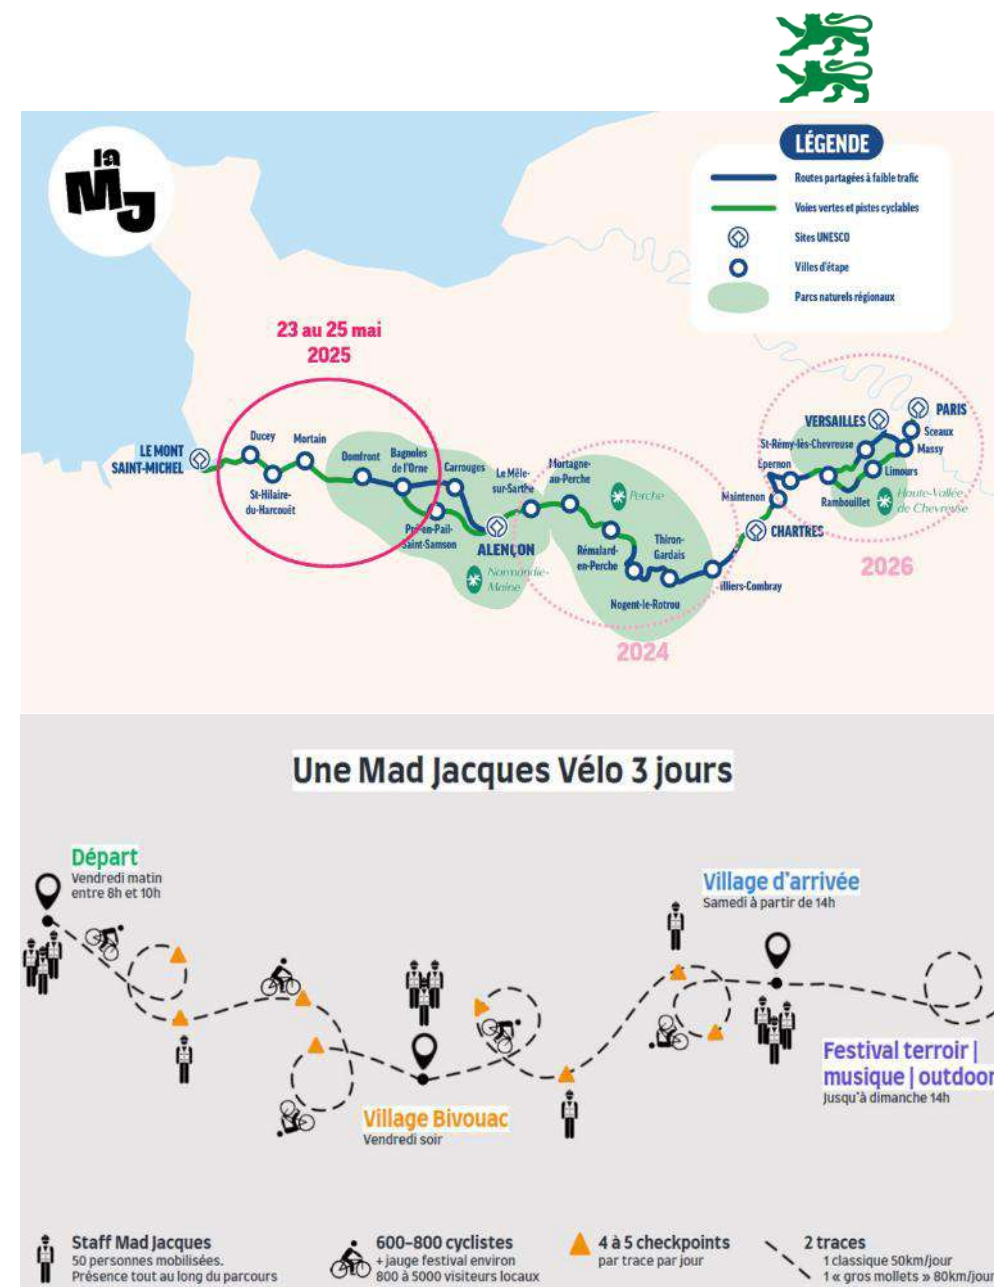 la
MJ
LÉGENDE
Routes partagées à faible trafic
Voies vertes et pistes cyclables
Sites UNESCO
Villes d'étape
Parcs naturels régionaux
23 au 25 mai
2025
LE MONT
SAINT-MICHEL
Ducey
Mortain
St-Hilaire-
du-Harcouët
Domfront
Bagnoles
de l'Orne
Carrouges
Pré-en-Pail-
Saint-Samson
ALENÇON
Normandie-
Maine
Le Mêle-
sur-Sarthe
Mortagne-
au-Perche
Perche
Rémalard-
en-Perche
Thiron-
Gardais
Nogent-le-Rotrou
illiers-Combray
2024
CHARTRES
Maintenon
Epernon
Rambouillet
St-Rémy-lès-Chevreuse
VERSAILLES
PARIS
Sceaux
Massy
Limours
Haute-Vallée
de Chevreuse
2026
Une Mad Jacques Vélo 3 jours
Départ
Vendredi matin
entre 8h et 10h
Village d'arrivée
Samedi à partir de 14h
Village Bivouac
Vendredi soir
Festival terroir |
musique | outdoor
Jusqu'à dimanche 14h
Staff Mad Jacques
50 personnes mobilisées.
Présence tout au long du parcours
600-800 cyclistes
+ jauge festival environ
800 à 5000 visiteurs locaux
4 à 5 checkpoints
par trace par jour
2 traces
1 classique 50km/jour
1 « gros mollets » 80km/jour